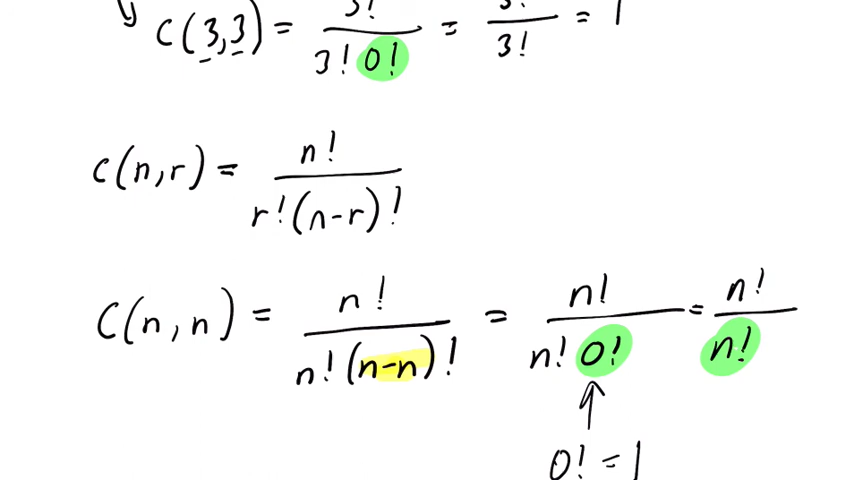 C(3,3) = 3! / 3! 0! = 3! / 3! = 1
C(n,r) = n! / r!(n-r)!
C(n,n) = n! / n!(n-n)! = n! / n! 0! = n! / n!
0! = 1